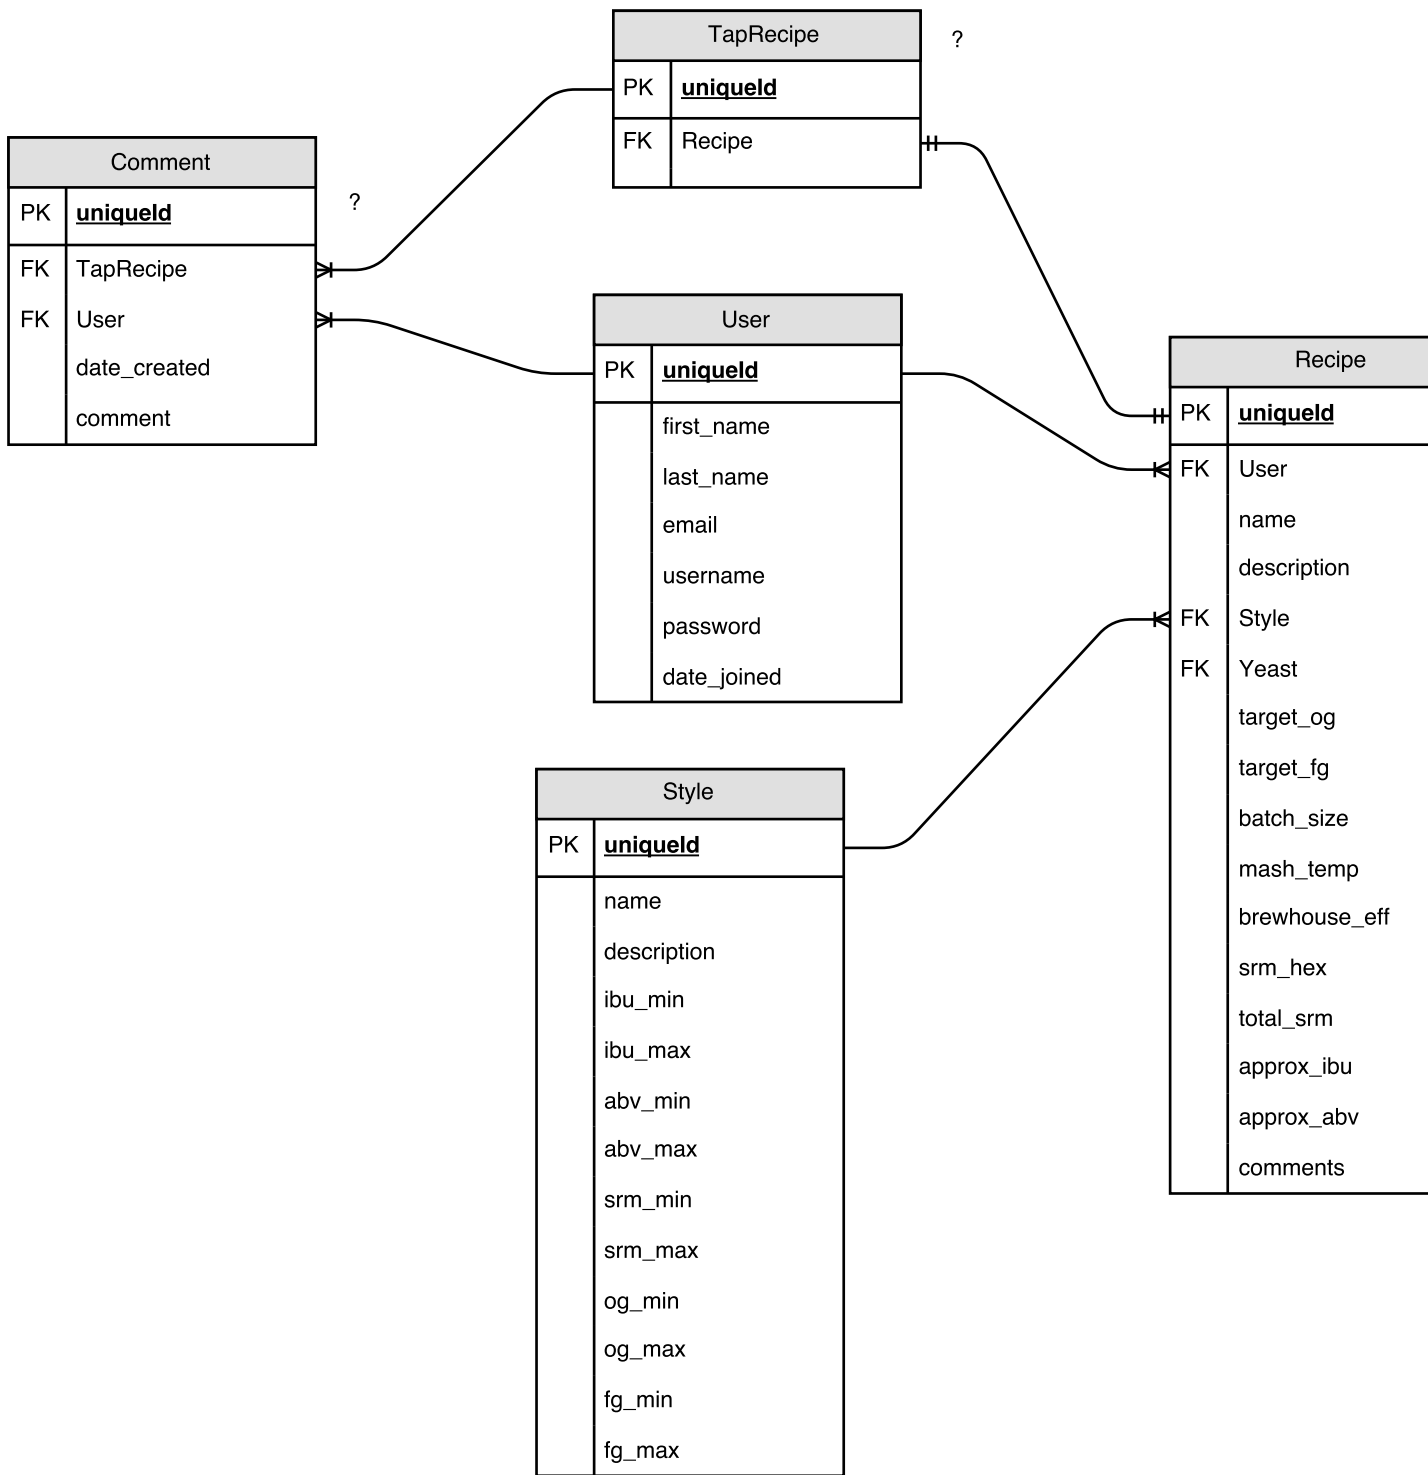 TapRecipe
?
PK uniqueId
FK Recipe
Comment
PK uniqueId
?
FK TapRecipe
FK User
date_created
comment
User
PK uniqueId
first_name
last_name
email
username
password
date_joined
Recipe
PK uniqueId
FK User
name
description
FK Style
FK Yeast
target_og
target_fg
batch_size
mash_temp
brewhouse_eff
srm_hex
total_srm
approx_ibu
approx_abv
comments
Style
PK uniqueId
name
description
ibu_min
ibu_max
abv_min
abv_max
srm_min
srm_max
og_min
og_max
fg_min
fg_max